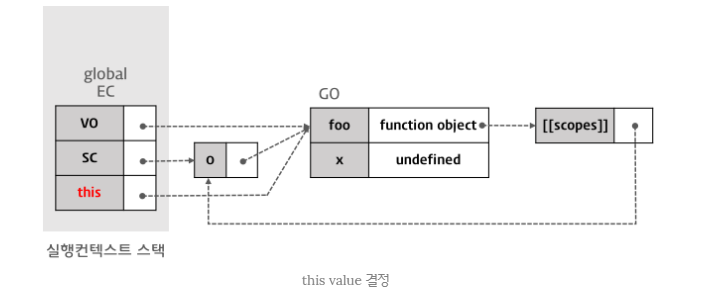 global
EC
GO
VO
foo
function object
[[scopes]]
SC
0
x
undefined
this
실행컨텍스트 스택
this value 결정